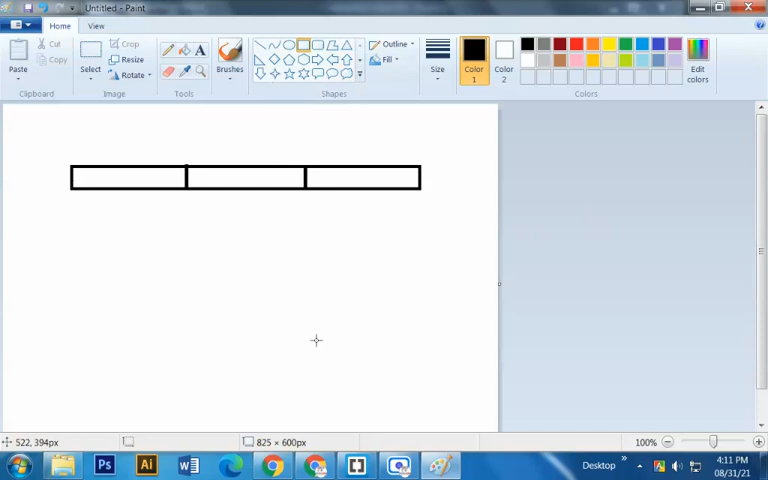 Untitled - Paint
Home View
Paste
Cut
Copy
Clipboard
Select
Crop
Resize
Rotate
Image
A
Tools
Brushes
Outline
Fill
Shapes
Size
Color 1
Color 2
Edit colors
Colors
522, 394px
825 × 600px
100%
Ps
Ai
W
Desktop
»
4:11 PM
08/31/21